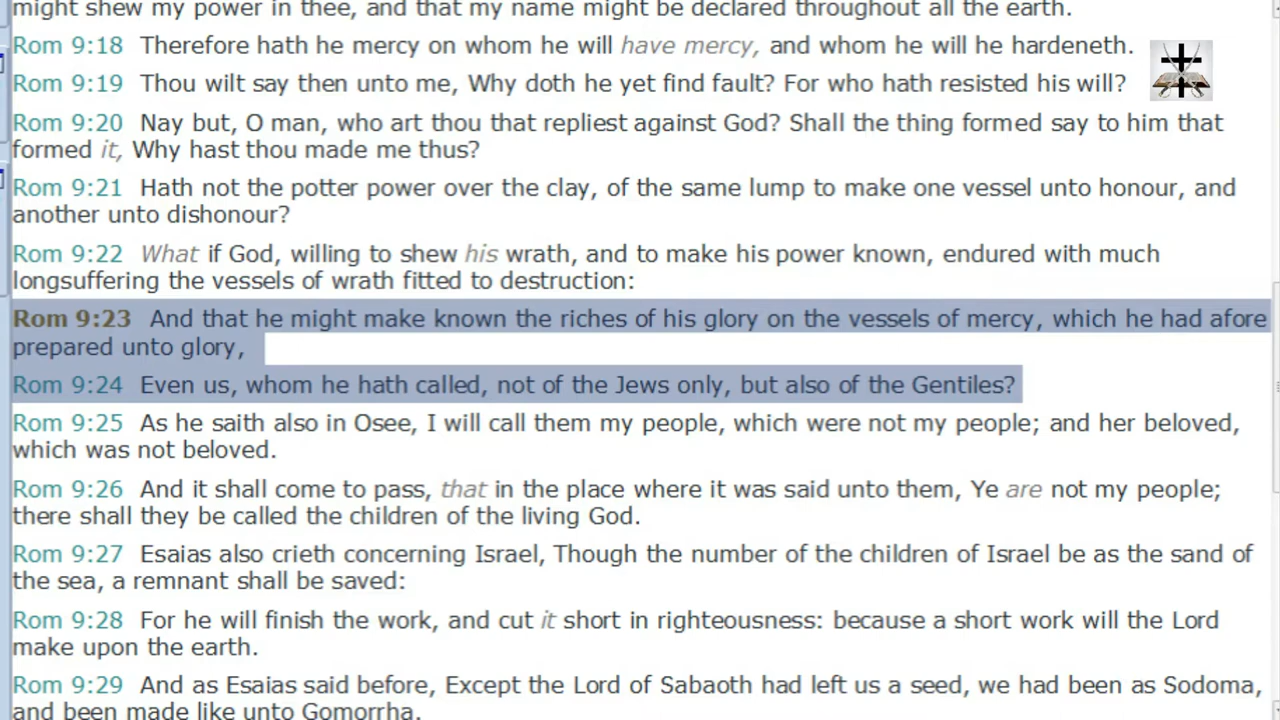 might shew my power in thee, and that my name might be declared throughout all the earth.
Rom 9:18 Therefore hath he mercy on whom he will have mercy, and whom he will he hardeneth.
Rom 9:19 Thou wilt say then unto me, Why doth he yet find fault? For who hath resisted his will?
Rom 9:20 Nay but, O man, who art thou that repliest against God? Shall the thing formed say to him that
formed it, Why hast thou made me thus?
Rom 9:21 Hath not the potter power over the clay, of the same lump to make one vessel unto honour, and
another unto dishonour?
Rom 9:22 What if God, willing to shew his wrath, and to make his power known, endured with much
longsuffering the vessels of wrath fitted to destruction:
Rom 9:23 And that he might make known the riches of his glory on the vessels of mercy, which he had afore
prepared unto glory,
Rom 9:24 Even us, whom he hath called, not of the Jews only, but also of the Gentiles?
Rom 9:25 As he saith also in Osee, I will call them my people, which were not my people; and her beloved,
which was not beloved.
Rom 9:26 And it shall come to pass, that in the place where it was said unto them, Ye are not my people;
there shall they be called the children of the living God.
Rom 9:27 Esaias also crieth concerning Israel, Though the number of the children of Israel be as the sand of
the sea, a remnant shall be saved:
Rom 9:28 For he will finish the work, and cut it short in righteousness: because a short work will the Lord
make upon the earth.
Rom 9:29 And as Esaias said before, Except the Lord of Sabaoth had left us a seed, we had been as Sodoma,
and been made like unto Gomorrha.